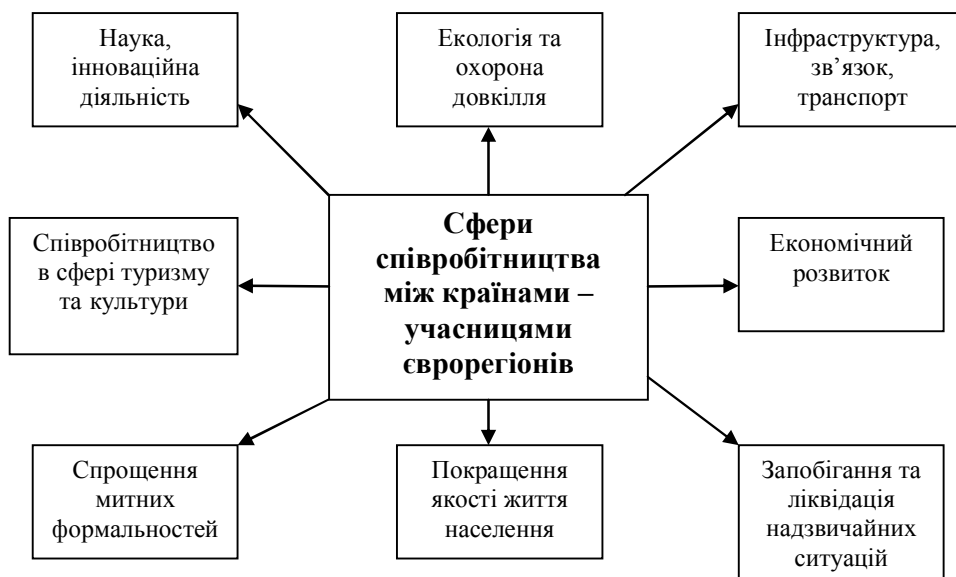 Наука,
інноваційна
діяльність
Екологія та
охорона
довкілля
Інфраструктура,
зв’язок,
транспорт
Співробітництво
в сфері туризму
та культури
Сфери
співробітництва
між країнами –
учасницями
єврорегіонів
Економічний
розвиток
Спрощення
митних
формальностей
Покращення
якості життя
населення
Запобігання та
ліквідація
надзвичайних
ситуацій